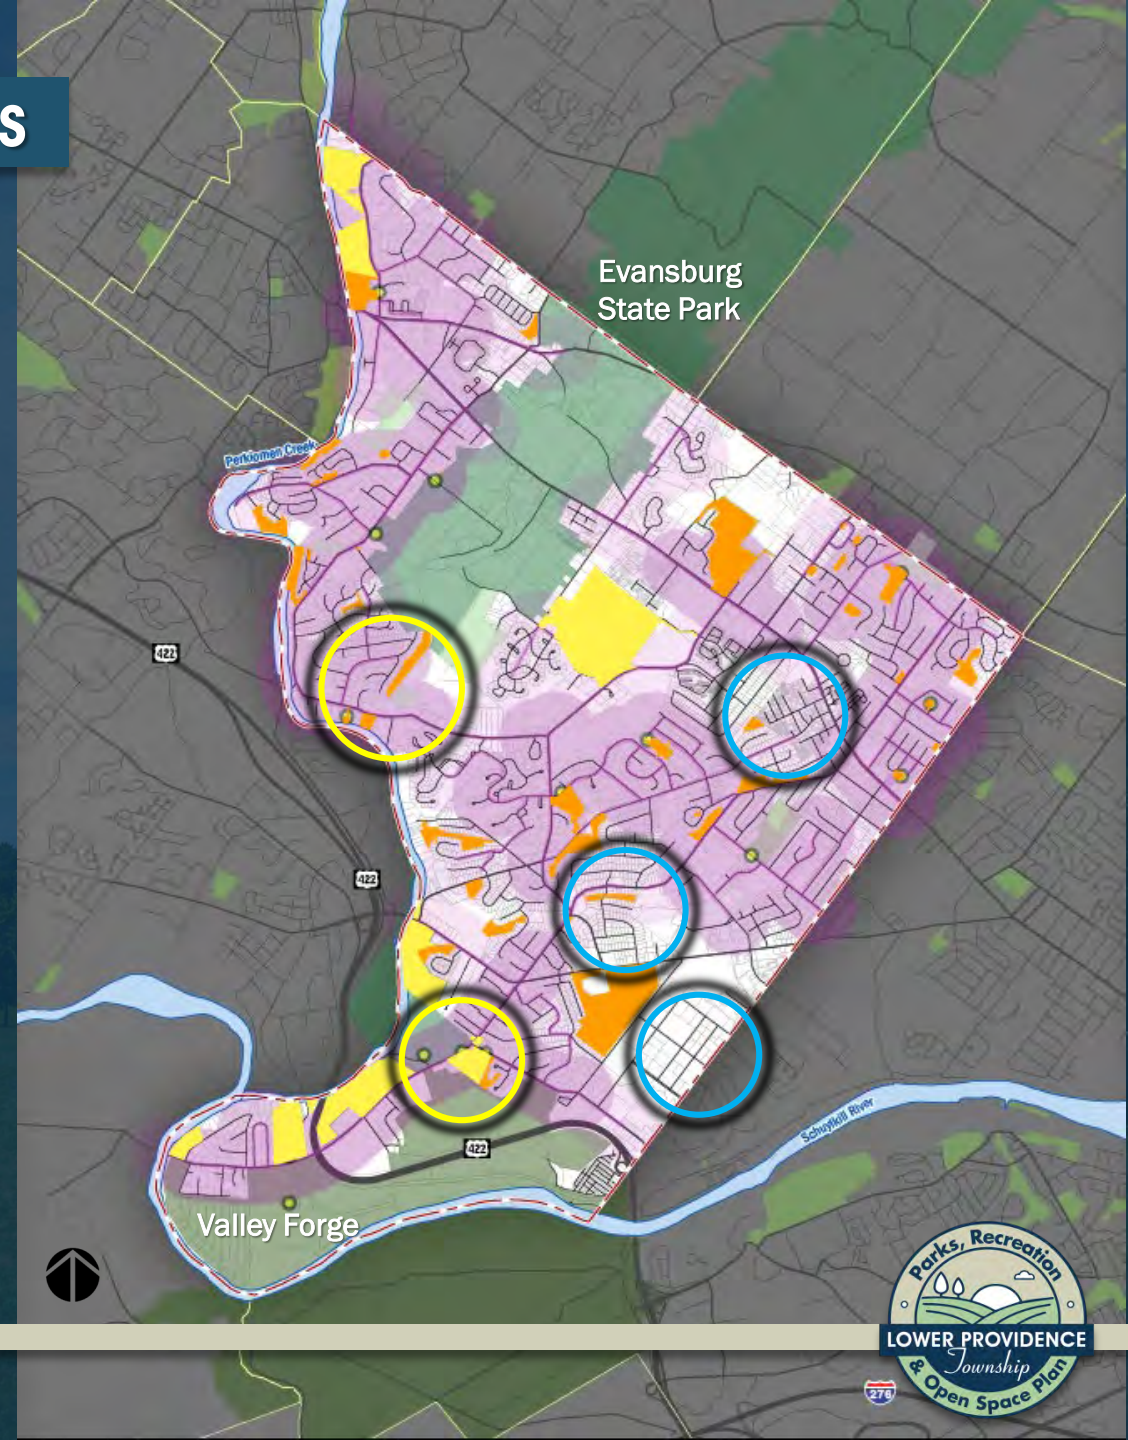 S
Evansburg
State Park
Perkiomen Creek
422
422
Schuylkill River
422
Valley Forge
Parks, Recreation
LOWER PROVIDENCE
Township
& Open Space Plan
276